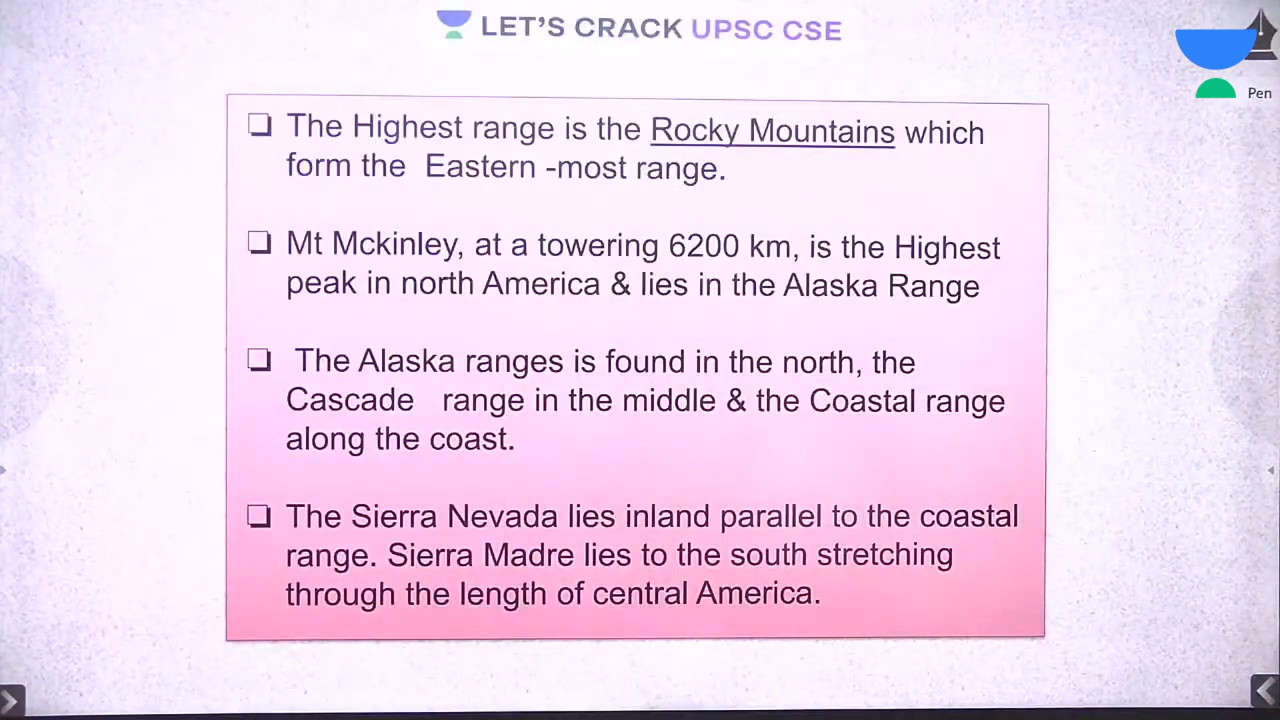 LET'S CRACK UPSC CSE
Pen
❑ The Highest range is the Rocky Mountains which
form the Eastern -most range.
❑ Mt Mckinley, at a towering 6200 km, is the Highest
peak in north America & lies in the Alaska Range
❑ The Alaska ranges is found in the north, the
Cascade range in the middle & the Coastal range
along the coast.
❑ The Sierra Nevada lies inland parallel to the coastal
range. Sierra Madre lies to the south stretching
through the length of central America.